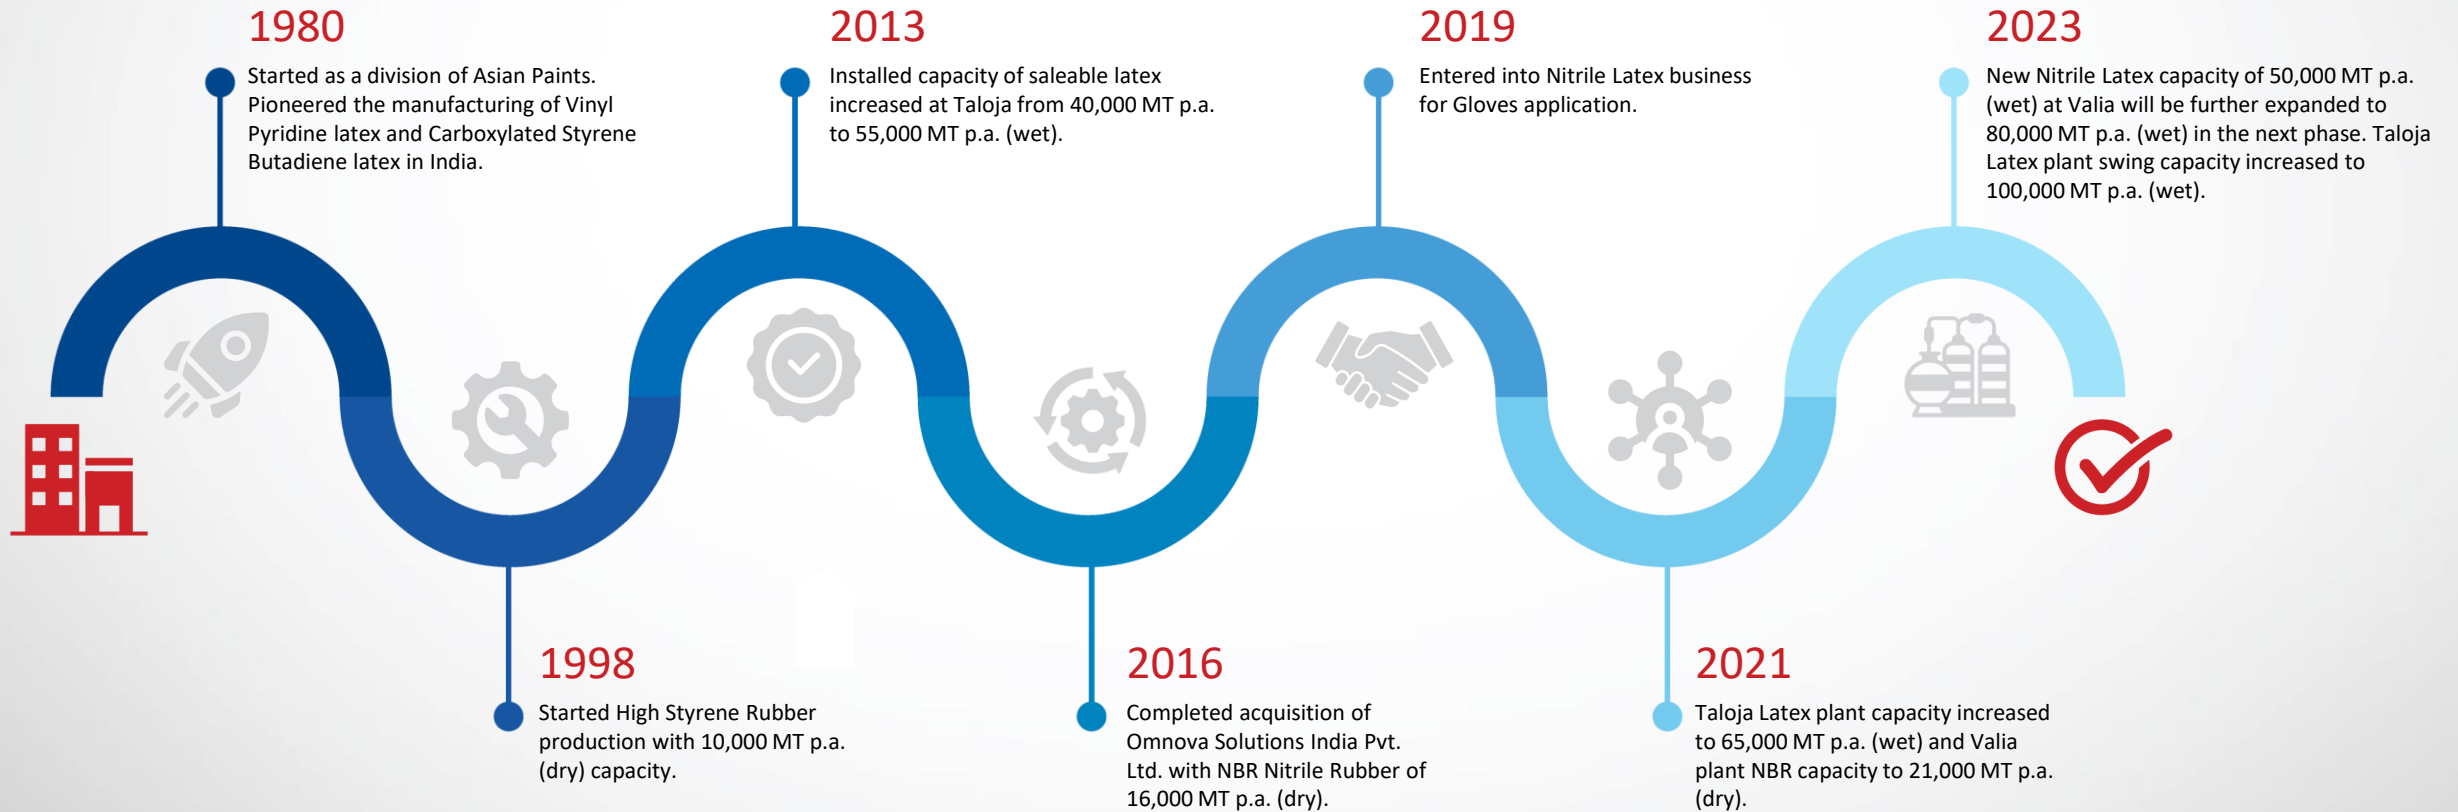 1980
Started as a division of Asian Paints.
Pioneered the manufacturing of Vinyl
Pyridine latex and Carboxylated Styrene
Butadiene latex in India.
2013
Installed capacity of saleable latex
increased at Taloja from 40,000 MT p.a.
to 55,000 MT p.a. (wet).
2019
Entered into Nitrile Latex business
for Gloves application.
2023
New Nitrile Latex capacity of 50,000 MT p.a.
(wet) at Valia will be further expanded to
80,000 MT p.a. (wet) in the next phase. Taloja
Latex plant swing capacity increased to
100,000 MT p.a. (wet).
1998
Started High Styrene Rubber
production with 10,000 MT p.a.
(dry) capacity.
2016
Completed acquisition of
Omnova Solutions India Pvt.
Ltd. with NBR Nitrile Rubber of
16,000 MT p.a. (dry).
2021
Taloja Latex plant capacity increased
to 65,000 MT p.a. (wet) and Valia
plant NBR capacity to 21,000 MT p.a.
(dry).